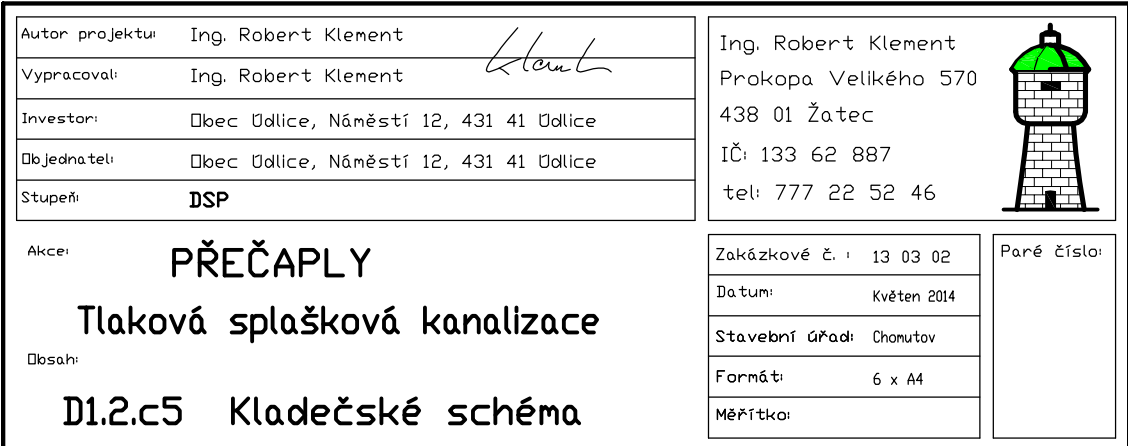 Autor projektu: Ing. Robert Klement
Vypracoval: Ing. Robert Klement
Investor: Obec Údlice, Náměstí 12, 431 41 Údlice
Objednatel: Obec Údlice, Náměstí 12, 431 41 Údlice
Stupeň: DSP
Ing. Robert Klement
Prokopa Velikého 570
438 01 Žatec
IČ: 133 62 887
tel: 777 22 52 46
Akce: PŘEČAPLY
Tlaková splašková kanalizace
Obsah:
D1.2.c5 Kladečské schéma
Zakázkové č. : 13 03 02
Datum: Květen 2014
Stavební úřad: Chomutov
Formát: 6 x A4
Měřítko:
Paré číslo: